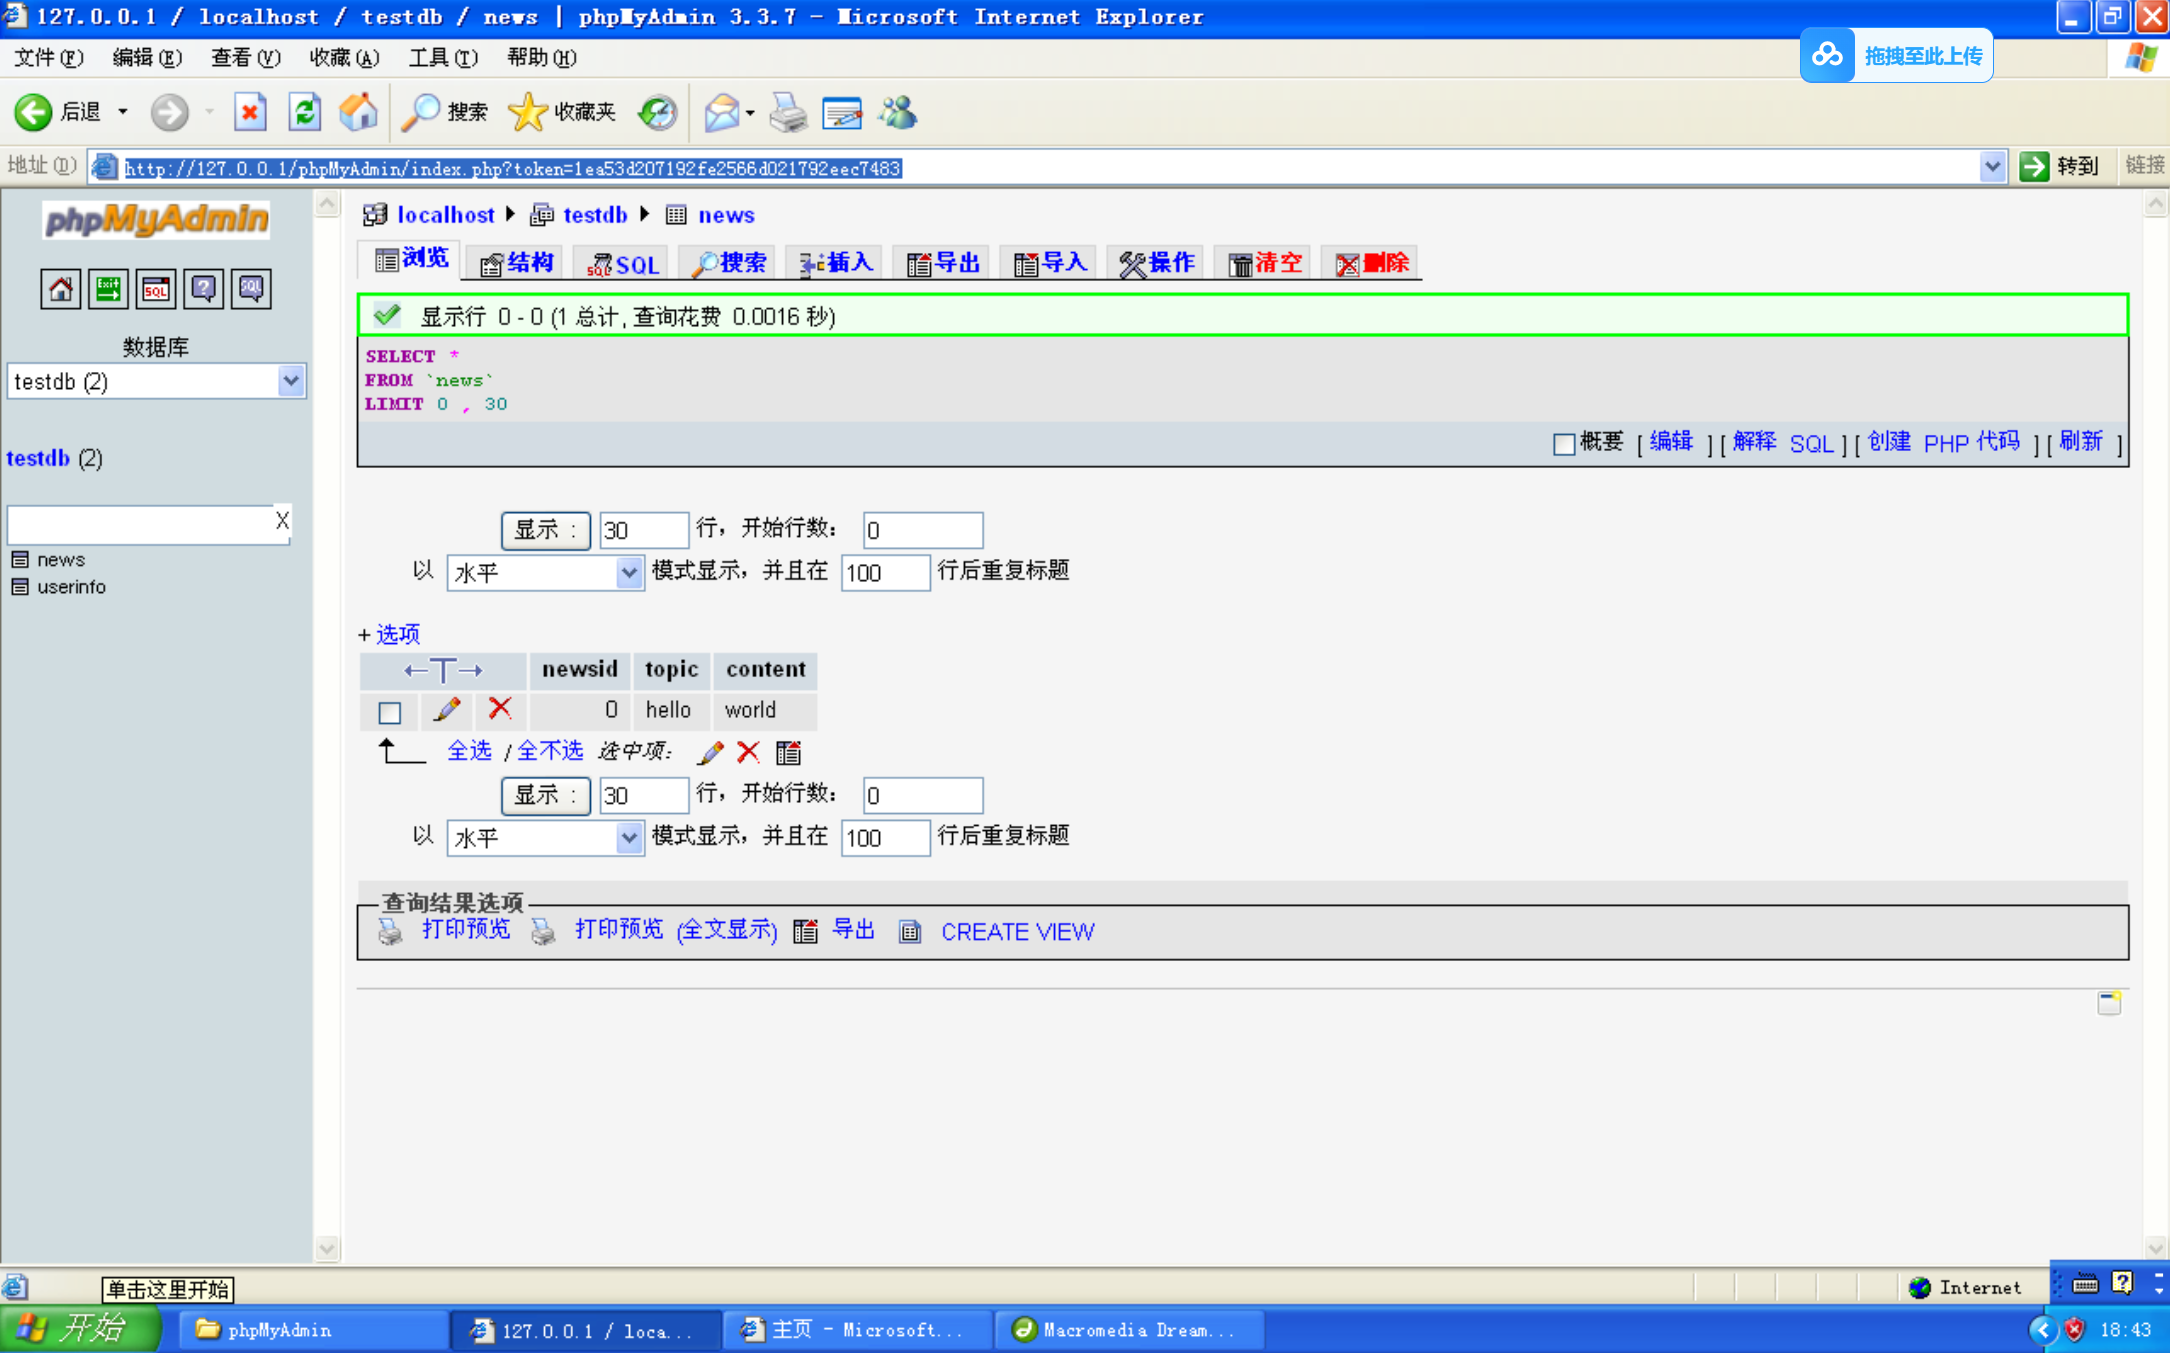 127.0.0.1 / localhost / testdb / news | phpMyAdmin 3.3.7 - Microsoft Internet Explorer
文件(F) 编辑(E) 查看(V) 收藏(A) 工具(T) 帮助(H)
拖拽至此上传
后退 搜索 收藏夹
地址(D) http://127.0.0.1/phpMyAdmin/index.php?token=1ea53d207192fe2566d021792eec7483 转到 链接
phpMyAdmin
Exit SQL ? SQL
数据库
testdb (2)
testdb (2)
X
news
userinfo
localhost testdb news
浏览 结构 SQL 搜索 插入 导出 导入 操作 清空 删除
显示行 0 - 0 (1 总计, 查询花费 0.0016 秒)
SELECT *
FROM `news`
LIMIT 0 , 30
概要 [ 编辑 ] [ 解释 SQL ] [ 创建 PHP 代码 ] [ 刷新 ]
显示 : 30 行，开始行数： 0
以 水平 模式显示，并且在 100 行后重复标题
+ 选项
←T→ newsid topic content
0 hello world
全选 / 全不选 选中项:
显示 : 30 行，开始行数： 0
以 水平 模式显示，并且在 100 行后重复标题
查询结果选项
打印预览 打印预览 (全文显示) 导出 CREATE VIEW
单击这里开始 Internet ?
开始 phpMyAdmin 127.0.0.1 / loca... 主页 - Microsoft... Macromedia Dream... 18:43